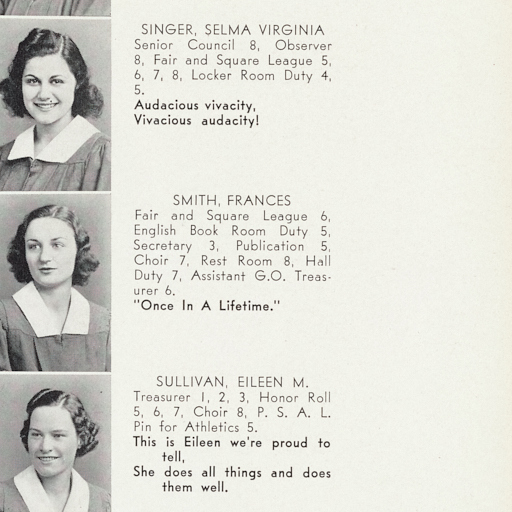 SINGER, SELMA VIRGINIA
Senior Council 8, Observer
8, Fair and Square League 5,
6, 7, 8, Locker Room Duty 4,
5.
Audacious vivacity,
Vivacious audacity!
SMITH, FRANCES
Fair and Square League 6,
English Book Room Duty 5,
Secretary 3, Publication 5,
Choir 7, Rest Room 8, Hall
Duty 7, Assistant G.O. Treas-
urer 6.
"Once In A Lifetime."
SULLIVAN, EILEEN M.
Treasurer 1, 2, 3, Honor Roll
5, 6, 7, Choir 8, P. S. A. L.
Pin for Athletics 5.
This is Eileen we're proud to
tell,
She does all things and does
them well.